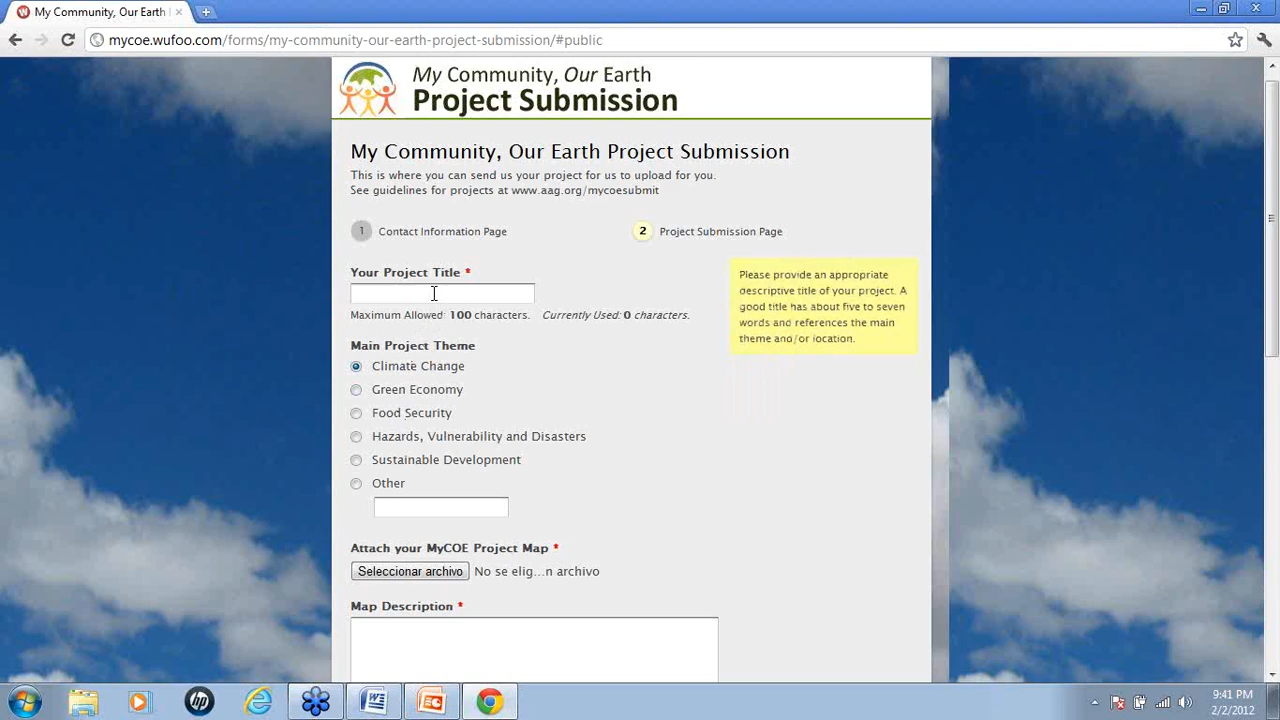 My Community, Our Earth
mycoe.wufoo.com/forms/my-community-our-earth-project-submission/#public
My Community, Our Earth
Project Submission
My Community, Our Earth Project Submission
This is where you can send us your project for us to upload for you.
See guidelines for projects at www.aag.org/mycoesubmit
1 Contact Information Page
2 Project Submission Page
Your Project Title *
Maximum Allowed: 100 characters. Currently Used: 0 characters.
Please provide an appropriate
descriptive title of your project. A
good title has about five to seven
words and references the main
theme and/or location.
Main Project Theme
Climate Change
Green Economy
Food Security
Hazards, Vulnerability and Disasters
Sustainable Development
Other
Attach your MyCOE Project Map *
Seleccionar archivo No se elig...n archivo
Map Description *
9:41 PM
2/2/2012